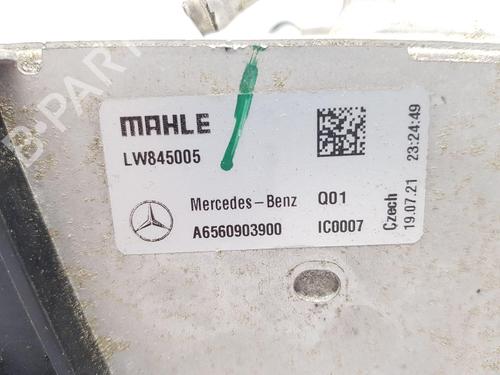 MAHLE
LW845005
Mercedes-Benz Q01
A6560903900 IC0007
Czech
19.07.21 23:24:49
B-PARTS